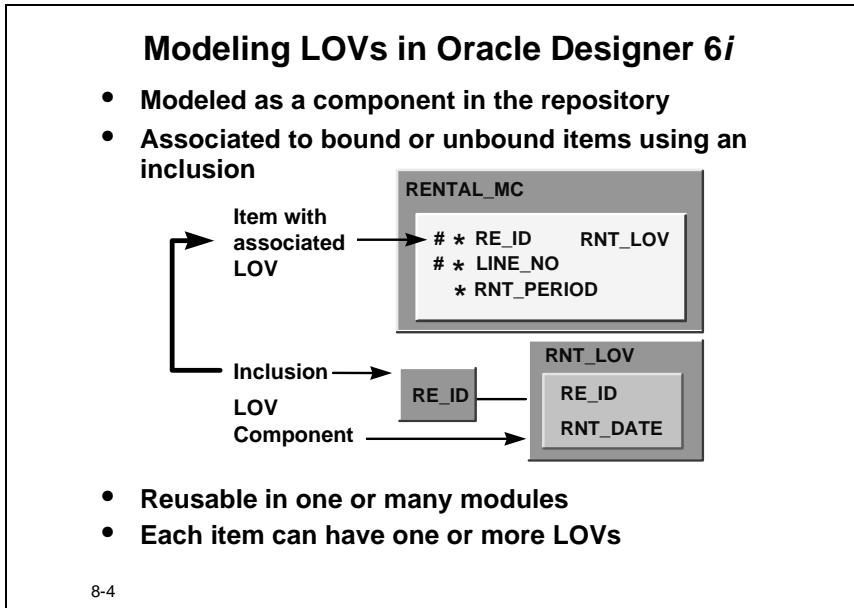 Modeling LOVs in Oracle Designer 6i
• Modeled as a component in the repository
• Associated to bound or unbound items using an
inclusion
RENTAL_MC
Item with
associated
LOV
# * RE_ID RNT_LOV
# * LINE_NO
* RNT_PERIOD
RNT_LOV
Inclusion
RE_ID
RE_ID
LOV
Component
RNT_DATE
• Reusable in one or many modules
• Each item can have one or more LOVs
8-4